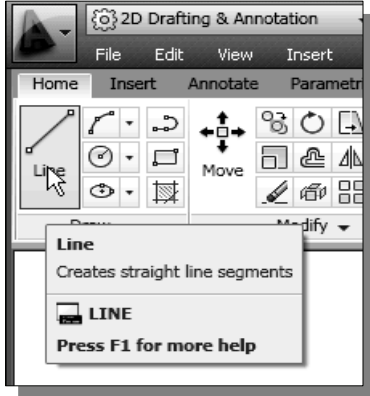 2D Drafting & Annotation
File Edit View Insert
Home Insert Annotate
Line
Move
Modify
Line
Creates straight line segments
LINE
Press F1 for more help